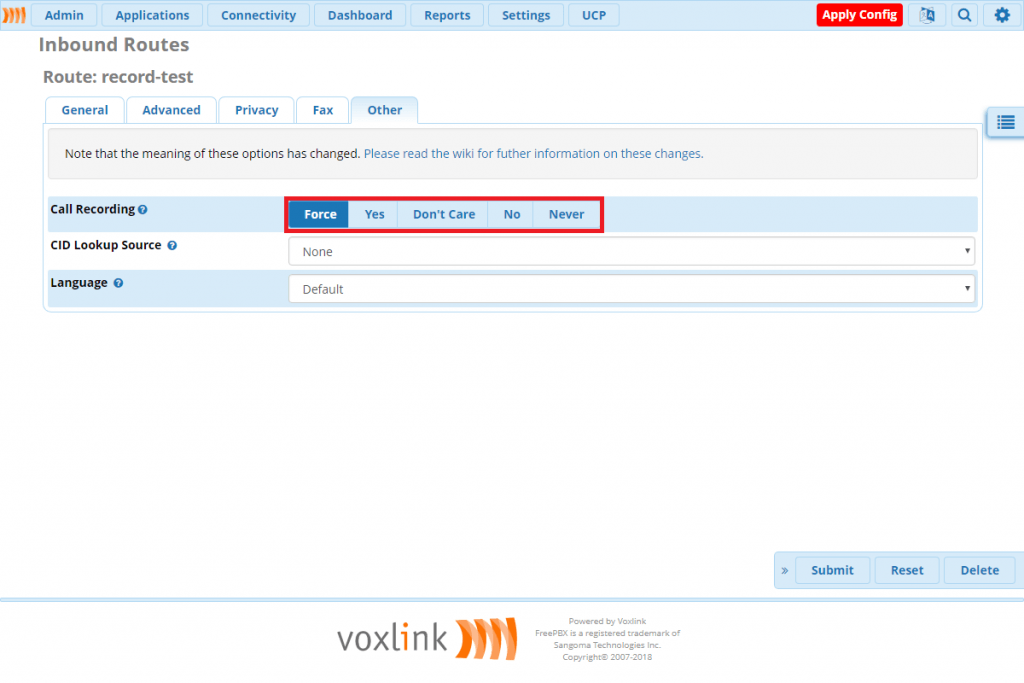 Admin Applications Connectivity Dashboard Reports Settings UCP Apply Config
Inbound Routes
Route: record-test
General Advanced Privacy Fax Other
Note that the meaning of these options has changed. Please read the wiki for futher information on these changes.
Call Recording Force Yes Don't Care No Never
CID Lookup Source None
Language Default
» Submit Reset Delete
voxlink
Powered by Voxlink
FreePBX is a registered trademark of
Sangoma Technologies Inc.
Copyright© 2007-2018